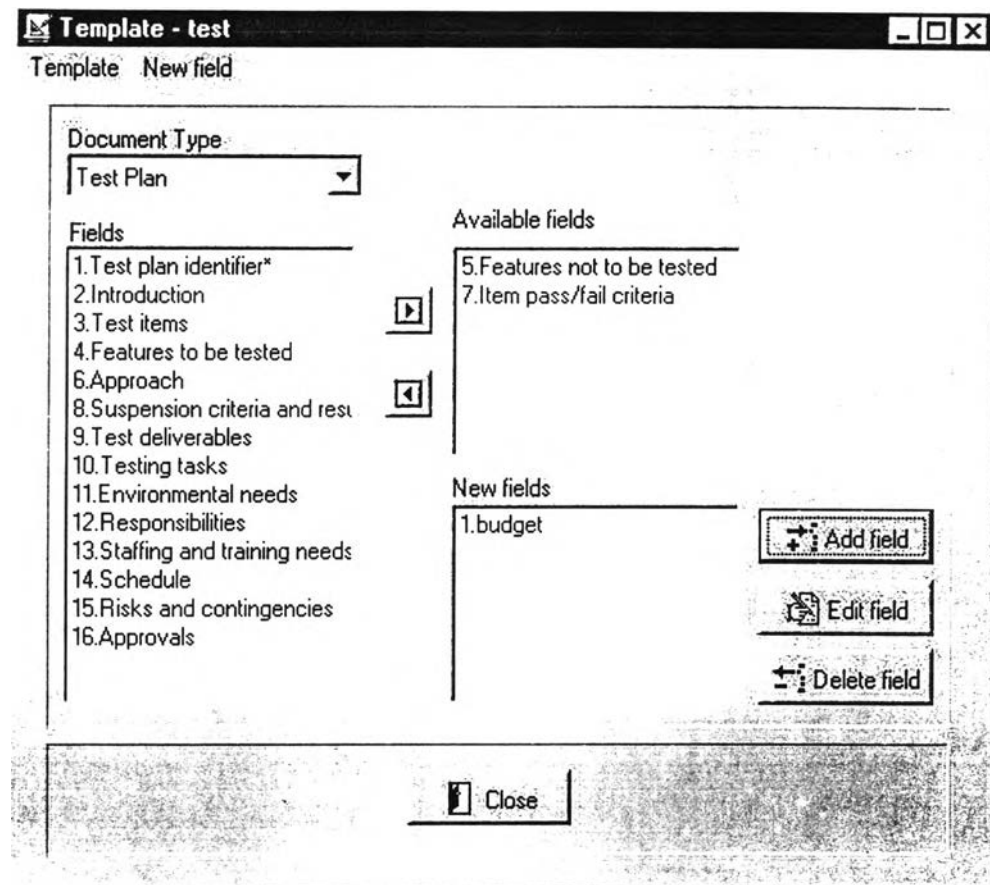 Template - test
Template New field
Document Type
Test Plan
Fields
1.Test plan identifier*
2.Introduction
3.Test items
4.Features to be tested
6.Approach
8.Suspension criteria and resu
9.Test deliverables
10.Testing tasks
11.Environmental needs
12.Responsibilities
13.Staffing and training needs
14.Schedule
15.Risks and contingencies
16.Approvals
Available fields
5.Features not to be tested
7.Item pass/fail criteria
New fields
1.budget
Add field
Edit field
Delete field
Close